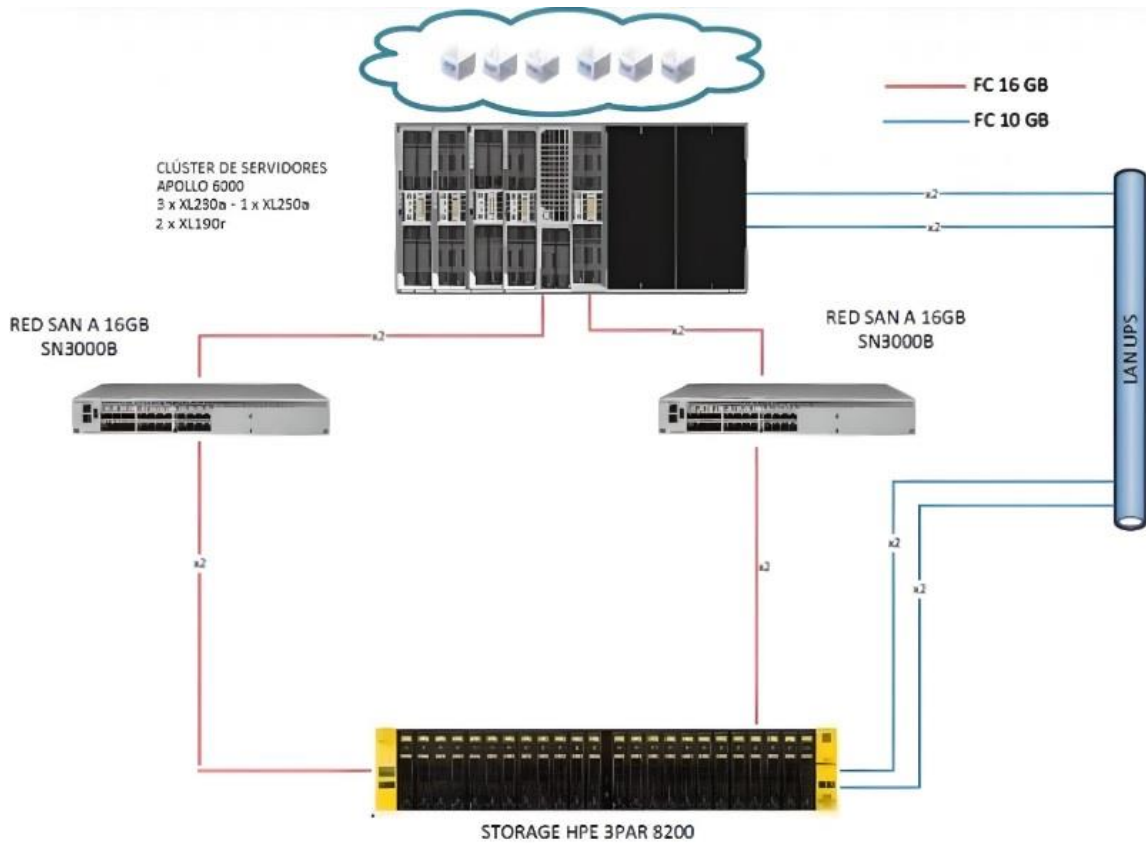 FC 16 GB
FC 10 GB
CLÚSTER DE SERVIDORES
APOLLO 6000
3 x XL230a - 1 x XL250a
2 x XL190r
x2
x2
RED SAN A 16GB
SN3000B
x2
x2
RED SAN A 16GB
SN3000B
LAN UPS
x2
x2
x2
x2
STORAGE HPE 3PAR 8200